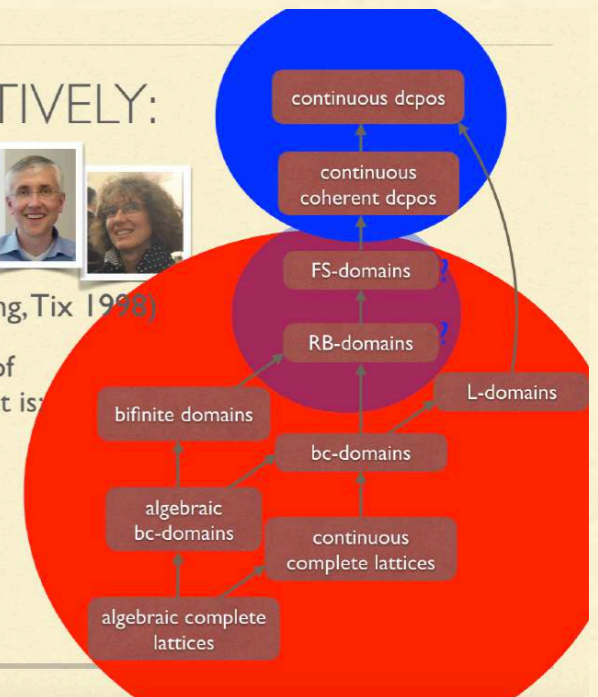 TIVELY:
continuous dcpos
continuous
coherent dcpos
FS-domains ?
ng, Tix 1998)
RB-domains ?
of
t is:
L-domains
bifinite domains
bc-domains
algebraic
bc-domains
continuous
complete lattices
algebraic complete
lattices